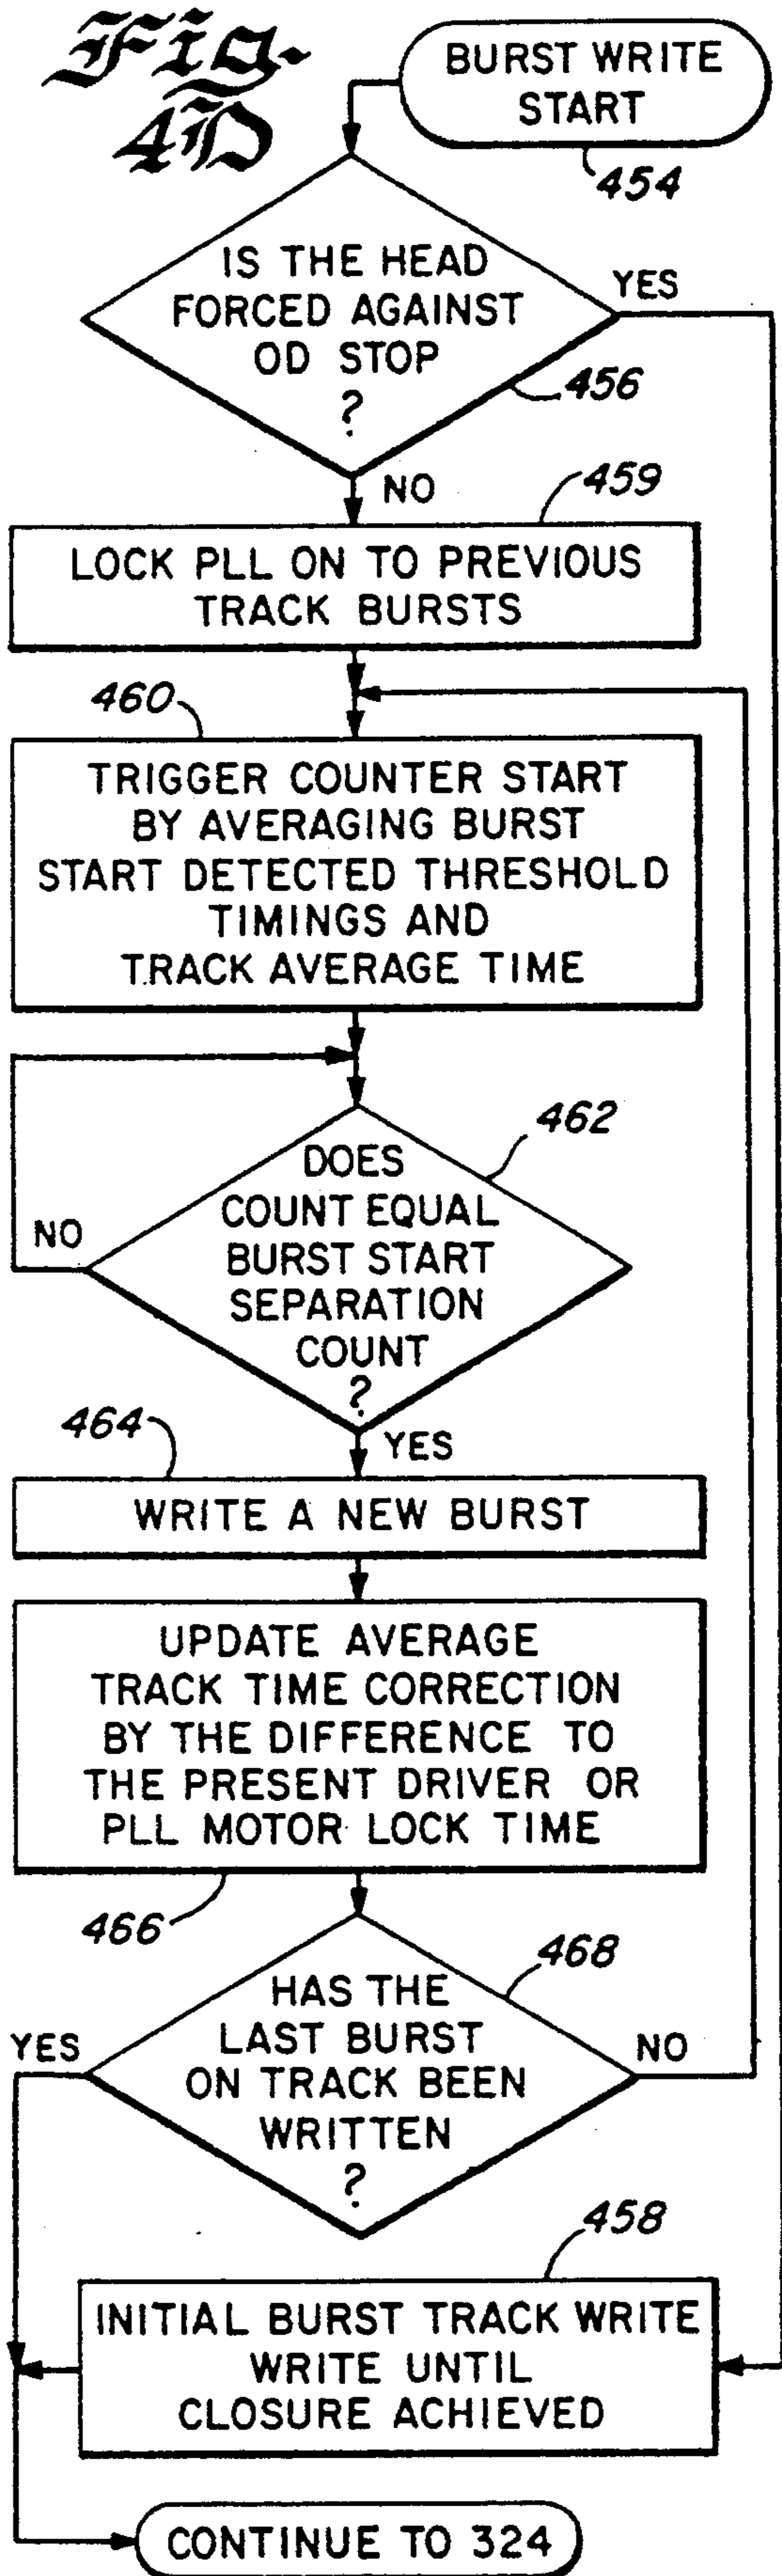 Fig.
4D
BURST WRITE
START
454
IS THE HEAD
FORCED AGAINST
OD STOP
?
YES
456
NO
459
LOCK PLL ON TO PREVIOUS
TRACK BURSTS
460
TRIGGER COUNTER START
BY AVERAGING BURST
START DETECTED THRESHOLD
TIMINGS AND
TRACK AVERAGE TIME
462
DOES
COUNT EQUAL
BURST START
SEPARATION
COUNT
?
NO
464
YES
WRITE A NEW BURST
UPDATE AVERAGE
TRACK TIME CORRECTION
BY THE DIFFERENCE TO
THE PRESENT DRIVER OR
PLL MOTOR LOCK TIME
466
468
HAS THE
LAST BURST
ON TRACK BEEN
WRITTEN
?
YES
NO
458
INITIAL BURST TRACK WRITE
WRITE UNTIL
CLOSURE ACHIEVED
CONTINUE TO 324